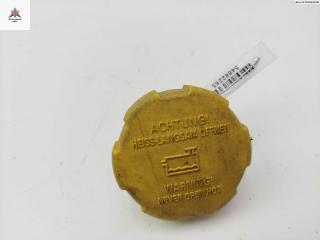 ACHTUNG!
HEISS-LANGSAM ÖFFNEN
WARNING!
NEVER OPEN HOT